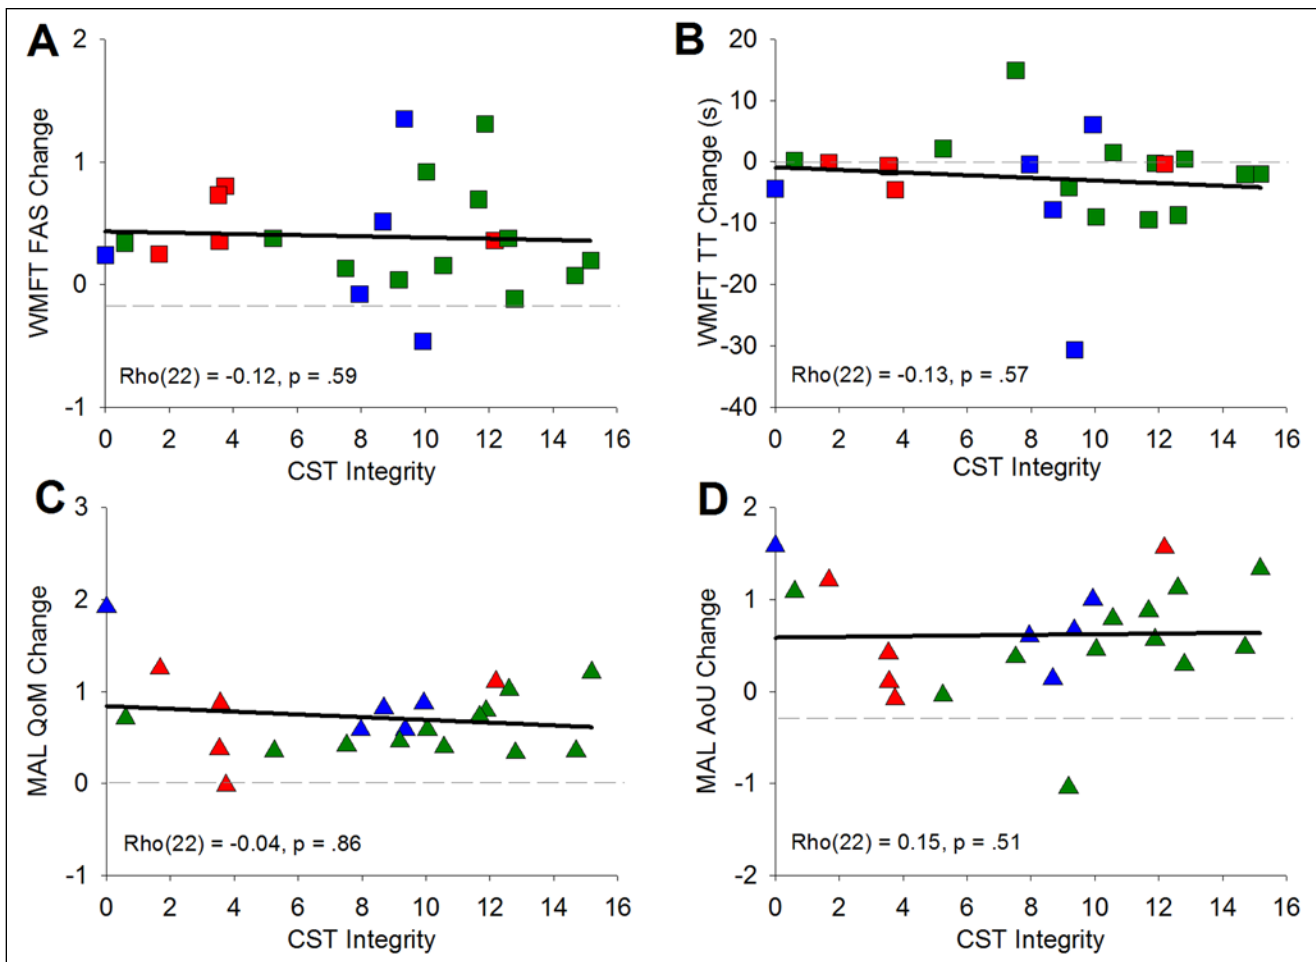 A
WMFT FAS Change
2
1
0
-1
Rho(22) = -0.12, p = .59
0 2 4 6 8 10 12 14 16
CST Integrity
B
WMFT TT Change (s)
20
10
0
-10
-20
-30
-40
Rho(22) = -0.13, p = .57
0 2 4 6 8 10 12 14 16
CST Integrity
C
MAL QoM Change
3
2
1
0
-1
Rho(22) = -0.04, p = .86
0 2 4 6 8 10 12 14 16
CST Integrity
D
MAL AoU Change
2
1
0
-1
-2
Rho(22) = 0.15, p = .51
0 2 4 6 8 10 12 14 16
CST Integrity